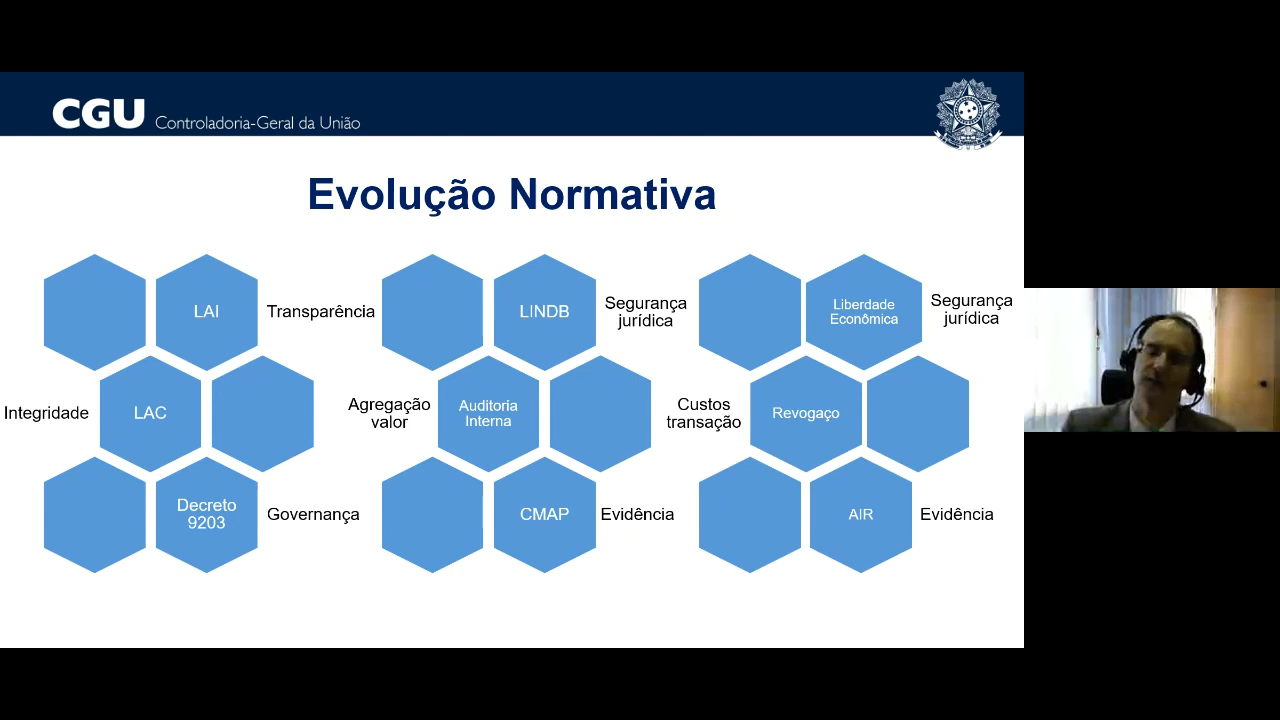 CGU Controladoria-Geral da União
Evolução Normativa
LAI
Transparência
Integridade
LAC
Decreto
9203
Governança
LINDB
Segurança
jurídica
Agregação
valor
Auditoria
Interna
CMAP
Evidência
Liberdade
Econômica
Segurança
jurídica
Custos
transação
Revogaço
AIR
Evidência